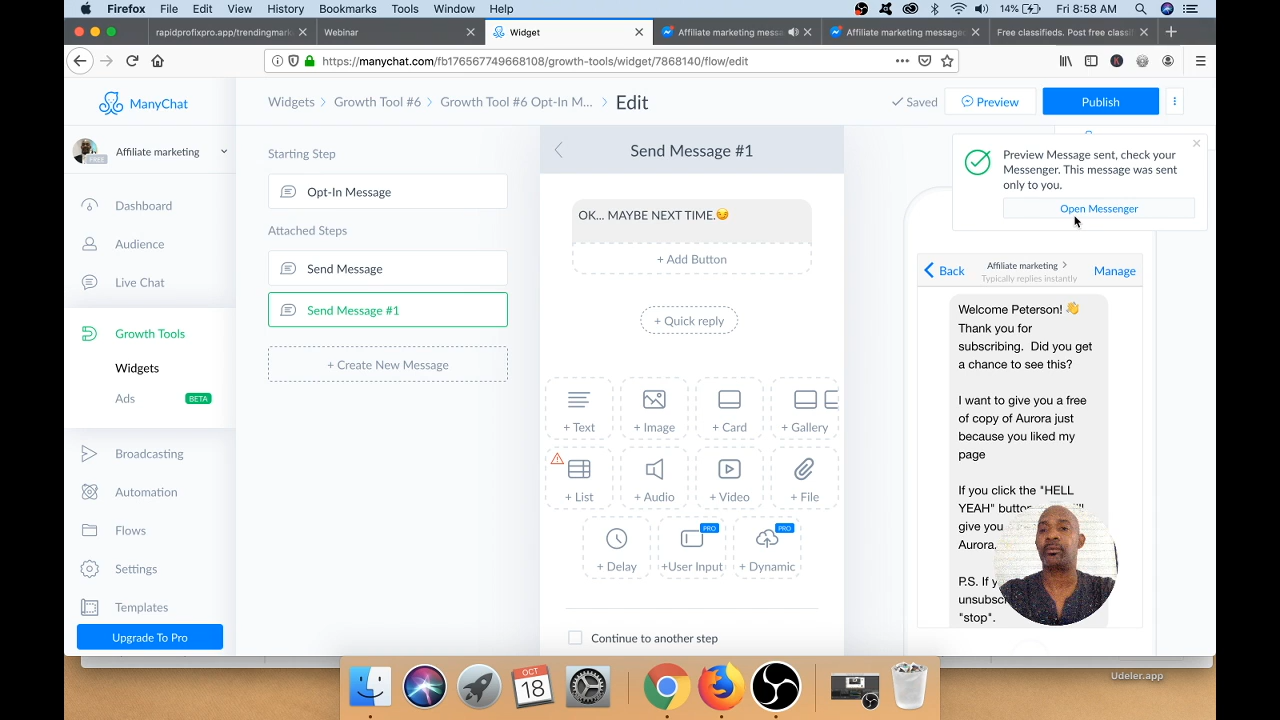 Firefox File Edit View History Bookmarks Tools Window Help 14% Fri 8:58 AM
rapidprofixpro.app/trendingmark
Webinar
Widget
Affiliate marketing messa
Affiliate marketing message
Free classifieds. Post free classif
https://manychat.com/fb176567749668108/growth-tools/widget/7868140/flow/edit
ManyChat
Widgets > Growth Tool #6 > Growth Tool #6 Opt-In M... > Edit
Saved
Preview
Publish
Affiliate marketing
FREE
Dashboard
Audience
Live Chat
Growth Tools
Widgets
Ads BETA
Broadcasting
Automation
Flows
Settings
Templates
Upgrade To Pro
Starting Step
Opt-In Message
Attached Steps
Send Message
Send Message #1
+ Create New Message
Send Message #1
OK... MAYBE NEXT TIME.😏
+ Add Button
+ Quick reply
+ Text
+ Image
+ Card
+ Gallery
+ List
+ Audio
+ Video
+ File
+ Delay
PRO
+User Input
PRO
+ Dynamic
Continue to another step
Preview Message sent, check your
Messenger. This message was sent
only to you.
Open Messenger
Back
Affiliate marketing >
Typically replies instantly
Manage
Welcome Peterson! 👋
Thank you for
subscribing. Did you get
a chance to see this?
I want to give you a free
of copy of Aurora just
because you liked my
page
If you click the "HELL
YEAH"
give you
Aurora.
P.S. If
"stop".
OCT
18
Udeler.app